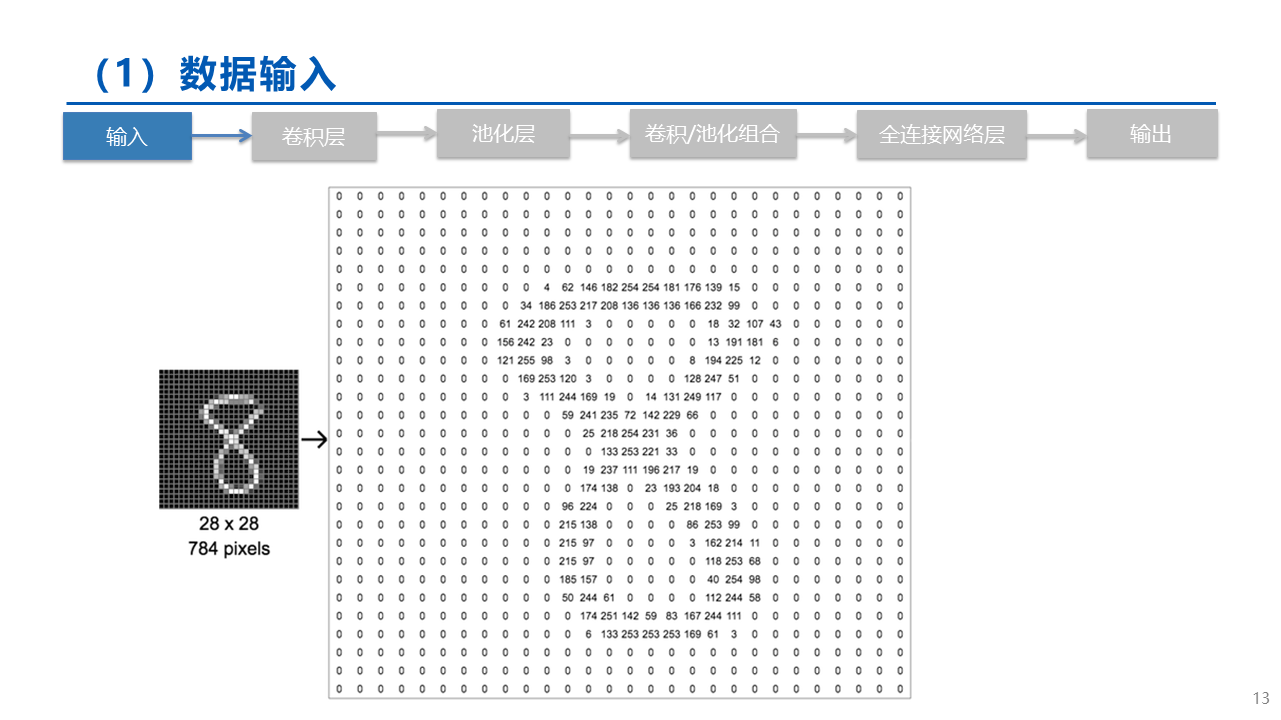 （1）数据输入
输入
卷积层
池化层
卷积/池化组合
全连接网络层
输出
0 0 0 0 0 0 0 0 0 0 0 0 0 0 0 0 0 0 0 0 0 0 0 0 0 0 0 0
0 0 0 0 0 0 0 0 0 0 0 0 0 0 0 0 0 0 0 0 0 0 0 0 0 0 0 0
0 0 0 0 0 0 0 0 0 0 0 0 0 0 0 0 0 0 0 0 0 0 0 0 0 0 0 0
0 0 0 0 0 0 0 0 0 0 0 0 0 0 0 0 0 0 0 0 0 0 0 0 0 0 0 0
0 0 0 0 0 0 0 0 0 0 0 0 0 0 0 0 0 0 0 0 0 0 0 0 0 0 0 0
0 0 0 0 0 0 0 0 0 0 4 62 146 182 254 254 181 176 139 15 0 0 0 0 0 0 0 0
0 0 0 0 0 0 0 0 0 34 186 253 217 208 136 136 136 166 232 99 0 0 0 0 0 0 0 0
0 0 0 0 0 0 0 0 61 242 208 111 3 0 0 0 0 0 18 32 107 43 0 0 0 0 0 0
0 0 0 0 0 0 0 0 156 242 23 0 0 0 0 0 0 0 13 191 181 6 0 0 0 0 0 0
0 0 0 0 0 0 0 0 121 255 98 3 0 0 0 0 0 8 194 225 12 0 0 0 0 0 0 0
0 0 0 0 0 0 0 0 0 169 253 120 3 0 0 0 0 128 247 51 0 0 0 0 0 0 0 0
0 0 0 0 0 0 0 0 0 3 111 244 169 19 0 14 131 249 117 0 0 0 0 0 0 0 0 0
0 0 0 0 0 0 0 0 0 0 0 59 241 235 72 142 229 66 0 0 0 0 0 0 0 0 0 0
0 0 0 0 0 0 0 0 0 0 0 0 25 218 254 231 36 0 0 0 0 0 0 0 0 0 0 0
0 0 0 0 0 0 0 0 0 0 0 0 0 133 253 221 33 0 0 0 0 0 0 0 0 0 0 0
0 0 0 0 0 0 0 0 0 0 0 0 19 237 111 196 217 19 0 0 0 0 0 0 0 0 0 0
0 0 0 0 0 0 0 0 0 0 0 0 174 138 0 23 193 204 18 0 0 0 0 0 0 0 0 0
0 0 0 0 0 0 0 0 0 0 0 96 224 0 0 0 25 218 169 3 0 0 0 0 0 0 0 0
0 0 0 0 0 0 0 0 0 0 0 215 138 0 0 0 0 86 253 99 0 0 0 0 0 0 0 0
0 0 0 0 0 0 0 0 0 0 0 215 97 0 0 0 0 3 162 214 11 0 0 0 0 0 0 0
0 0 0 0 0 0 0 0 0 0 0 215 97 0 0 0 0 0 118 253 68 0 0 0 0 0 0 0
0 0 0 0 0 0 0 0 0 0 0 185 157 0 0 0 0 0 40 254 98 0 0 0 0 0 0 0
0 0 0 0 0 0 0 0 0 0 0 50 244 61 0 0 0 0 112 244 58 0 0 0 0 0 0 0
0 0 0 0 0 0 0 0 0 0 0 0 174 251 142 59 83 167 244 111 0 0 0 0 0 0 0 0
0 0 0 0 0 0 0 0 0 0 0 0 6 133 253 253 253 169 61 3 0 0 0 0 0 0 0 0
0 0 0 0 0 0 0 0 0 0 0 0 0 0 0 0 0 0 0 0 0 0 0 0 0 0 0 0
0 0 0 0 0 0 0 0 0 0 0 0 0 0 0 0 0 0 0 0 0 0 0 0 0 0 0 0
0 0 0 0 0 0 0 0 0 0 0 0 0 0 0 0 0 0 0 0 0 0 0 0 0 0 0 0
28 x 28
784 pixels
13